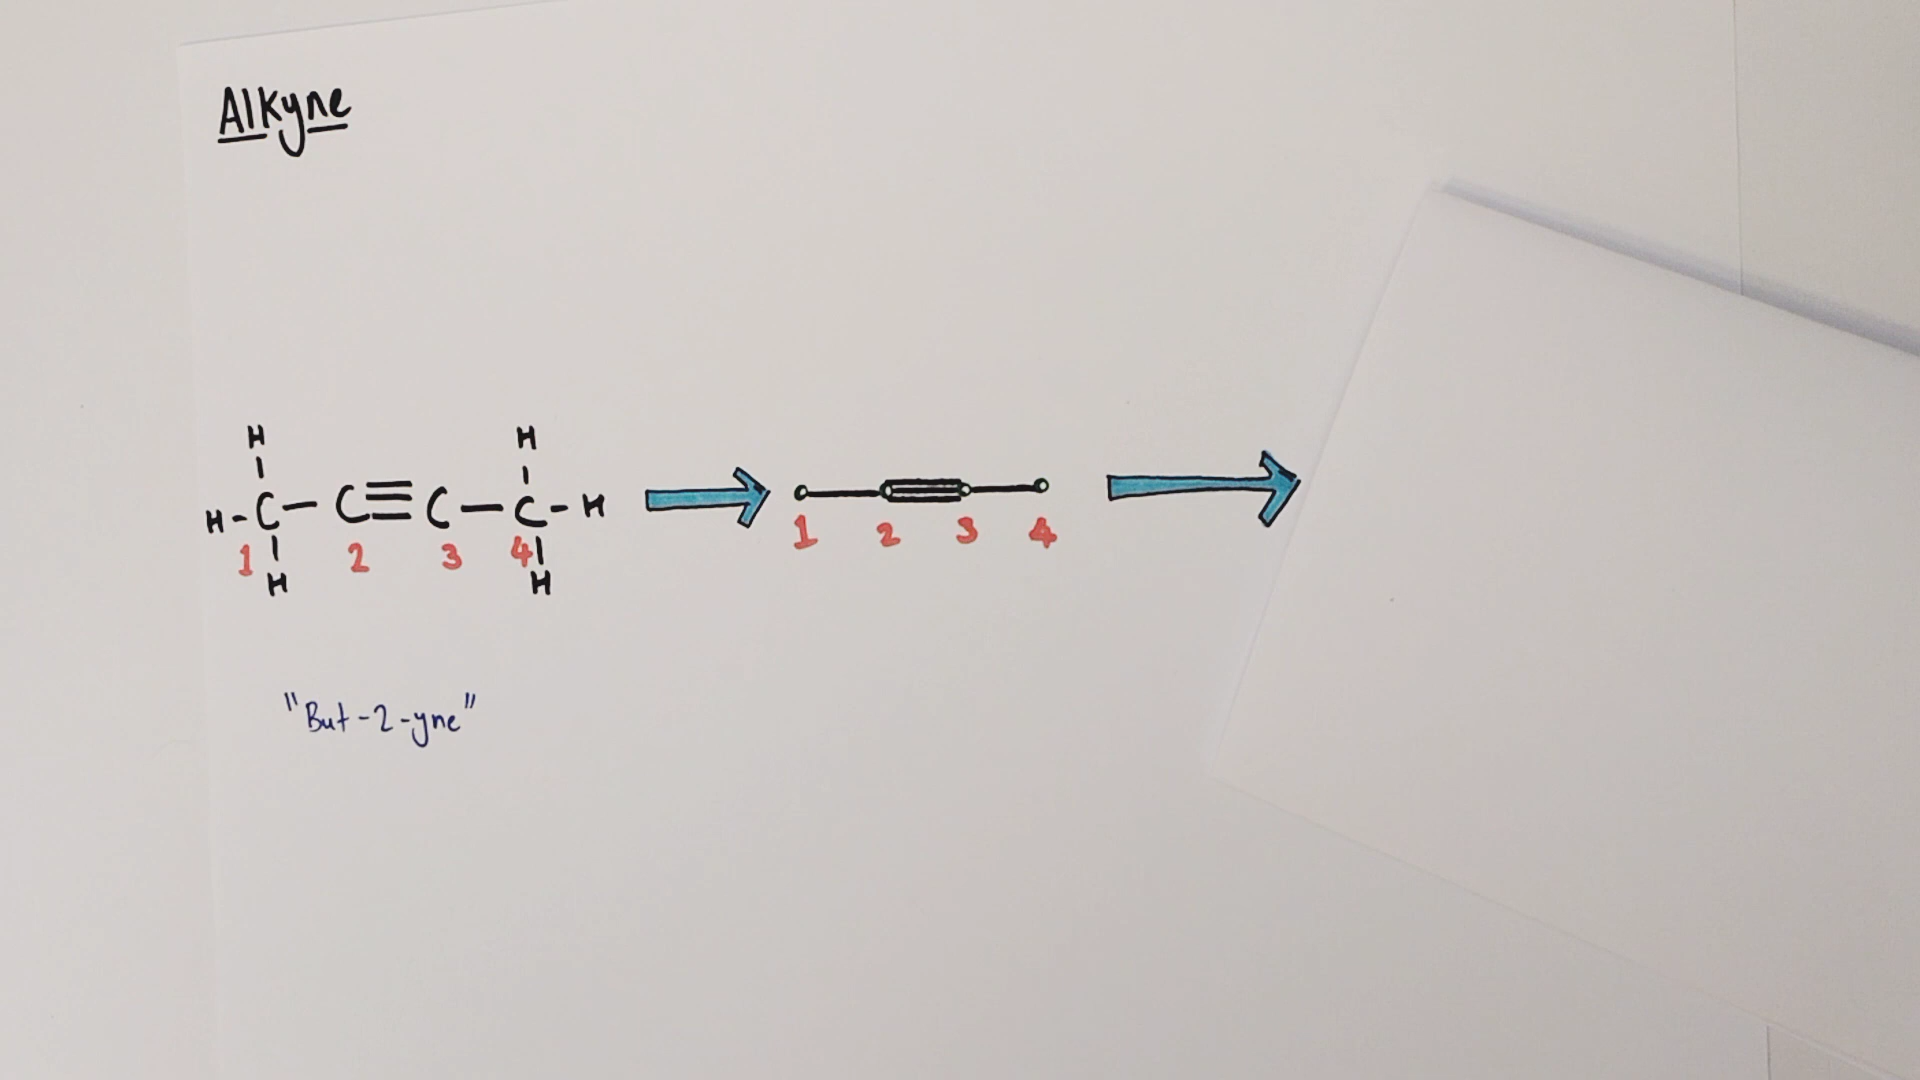 Alkyne
H H
H-C-C≡C-C-H
1 2 3 4
H H
1 2 3 4
"But-2-yne"